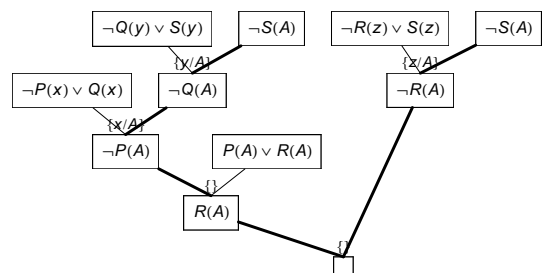 ¬Q(y) ∨ S(y)
¬S(A)
¬R(z) ∨ S(z)
¬S(A)
{y/A}
{z/A}
¬P(x) ∨ Q(x)
¬Q(A)
¬R(A)
{x/A}
¬P(A)
P(A) ∨ R(A)
{}
R(A)
{}